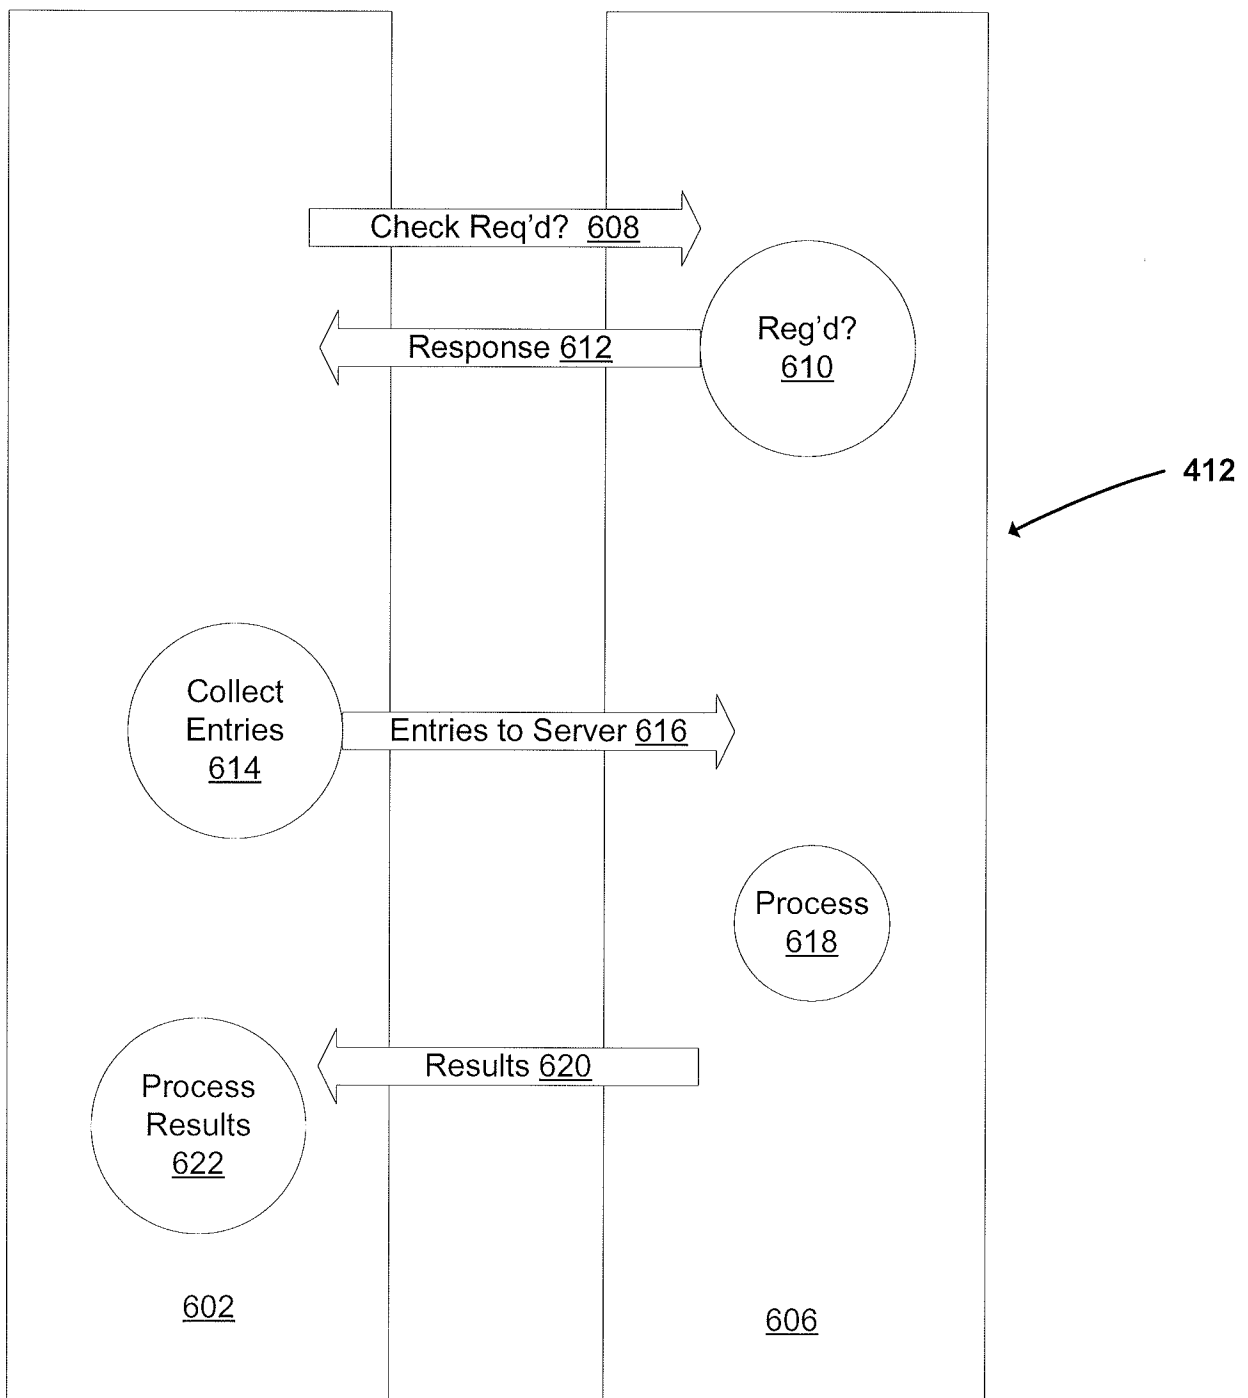 Check Req'd? 608
Response 612
Reg'd?
610
412
Collect
Entries
614
Entries to Server 616
Process
618
Results 620
Process
Results
622
602
606